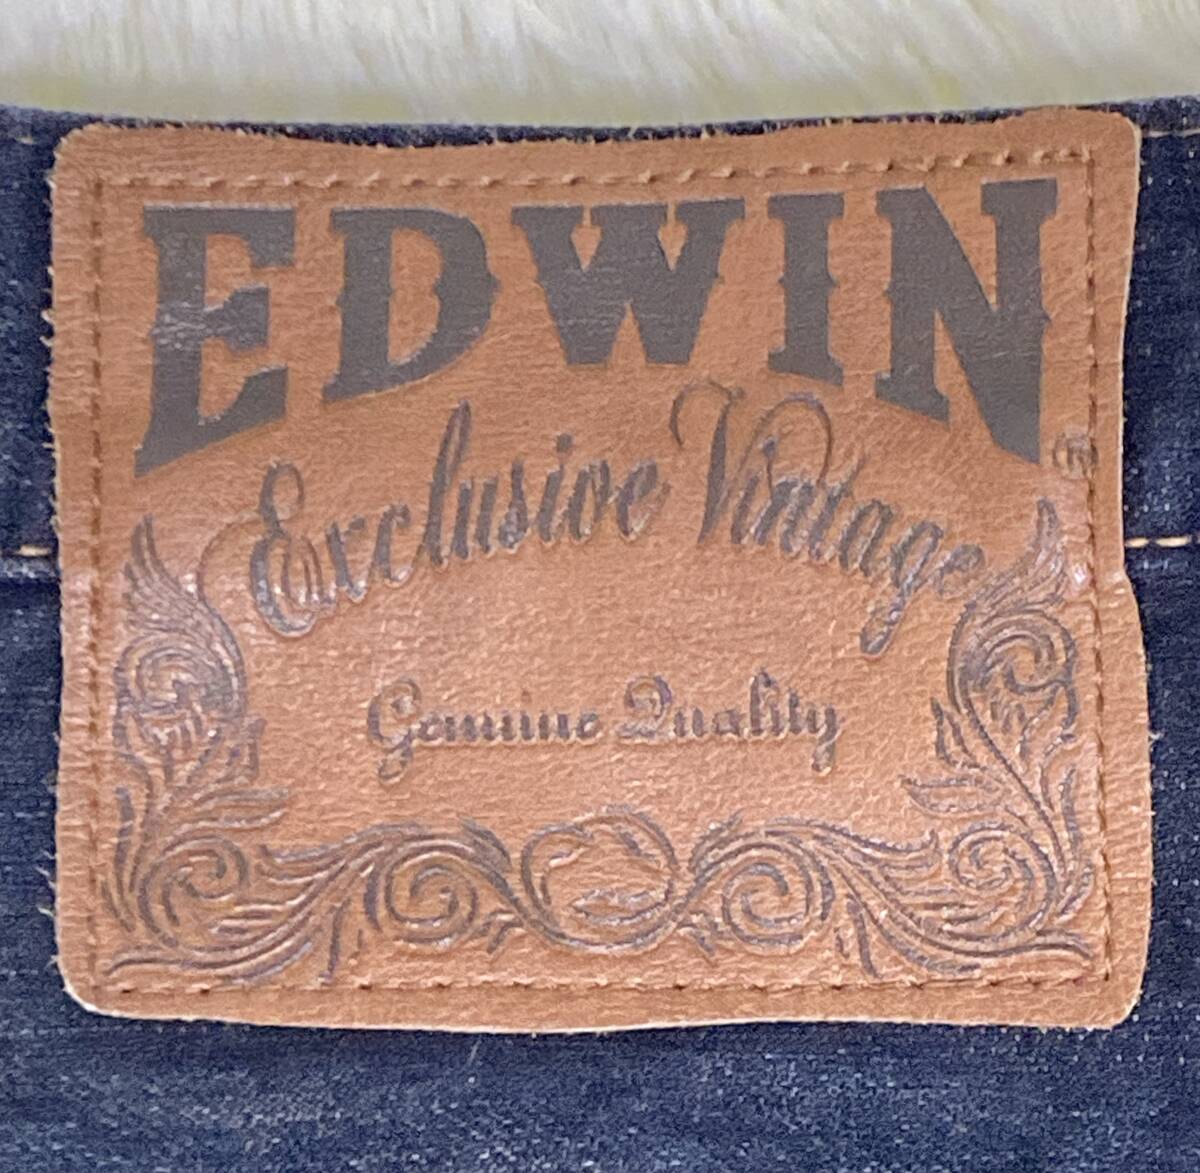 EDWIN
®
Exclusive Vintage
Genuine Quality